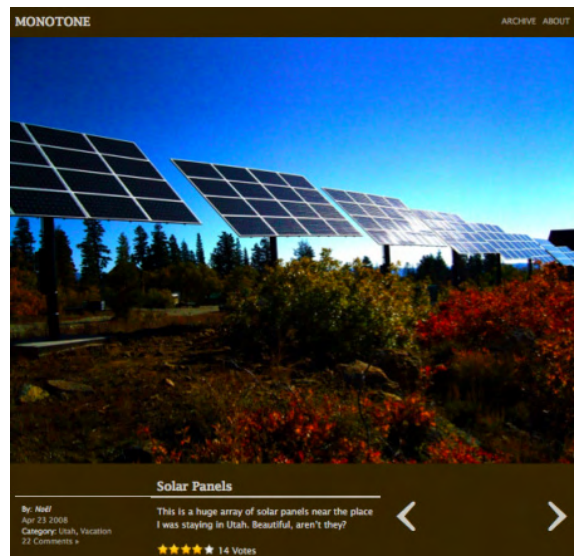 MONOTONE
ARCHIVE ABOUT
Solar Panels
By: Noël
Apr 23 2008
Category: Utah, Vacation
22 Comments »
This is a huge array of solar panels near the place
I was staying in Utah. Beautiful, aren't they?
14 Votes